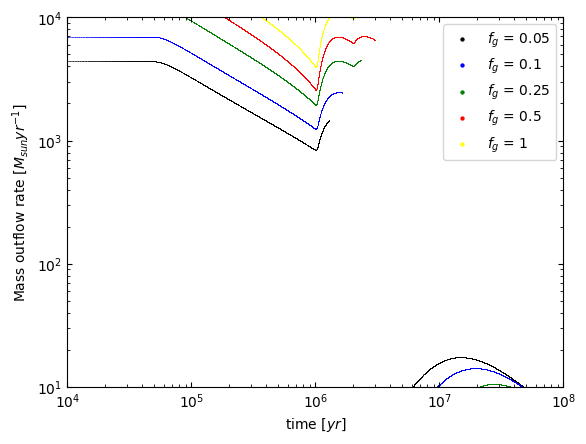 10^4
10^3
10^2
10^1
Mass outflow rate [M_{sun}yr^{-1}]
f_g = 0.05
f_g = 0.1
f_g = 0.25
f_g = 0.5
f_g = 1
10^4 10^5 10^6 10^7 10^8
time [yr]